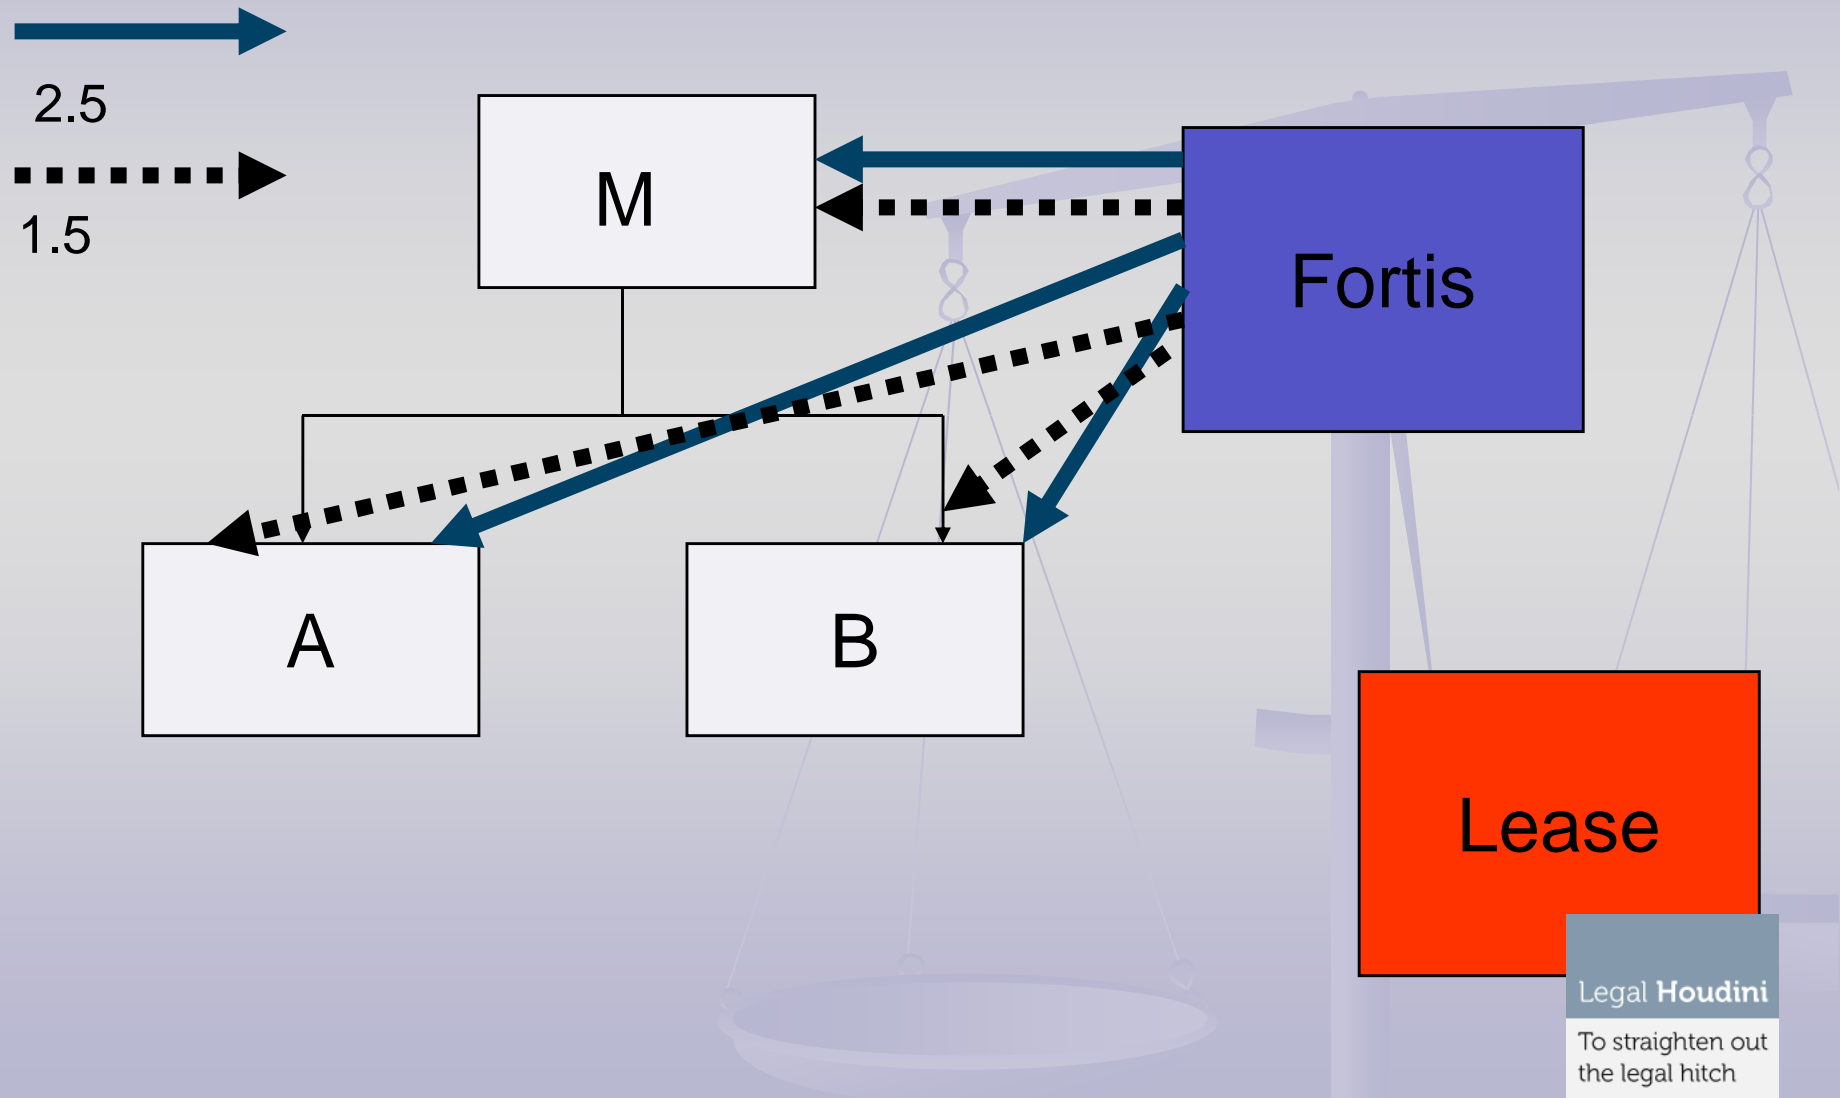 2.5
1.5
M
Fortis
A
B
Lease
Legal Houdini
To straighten out
the legal hitch